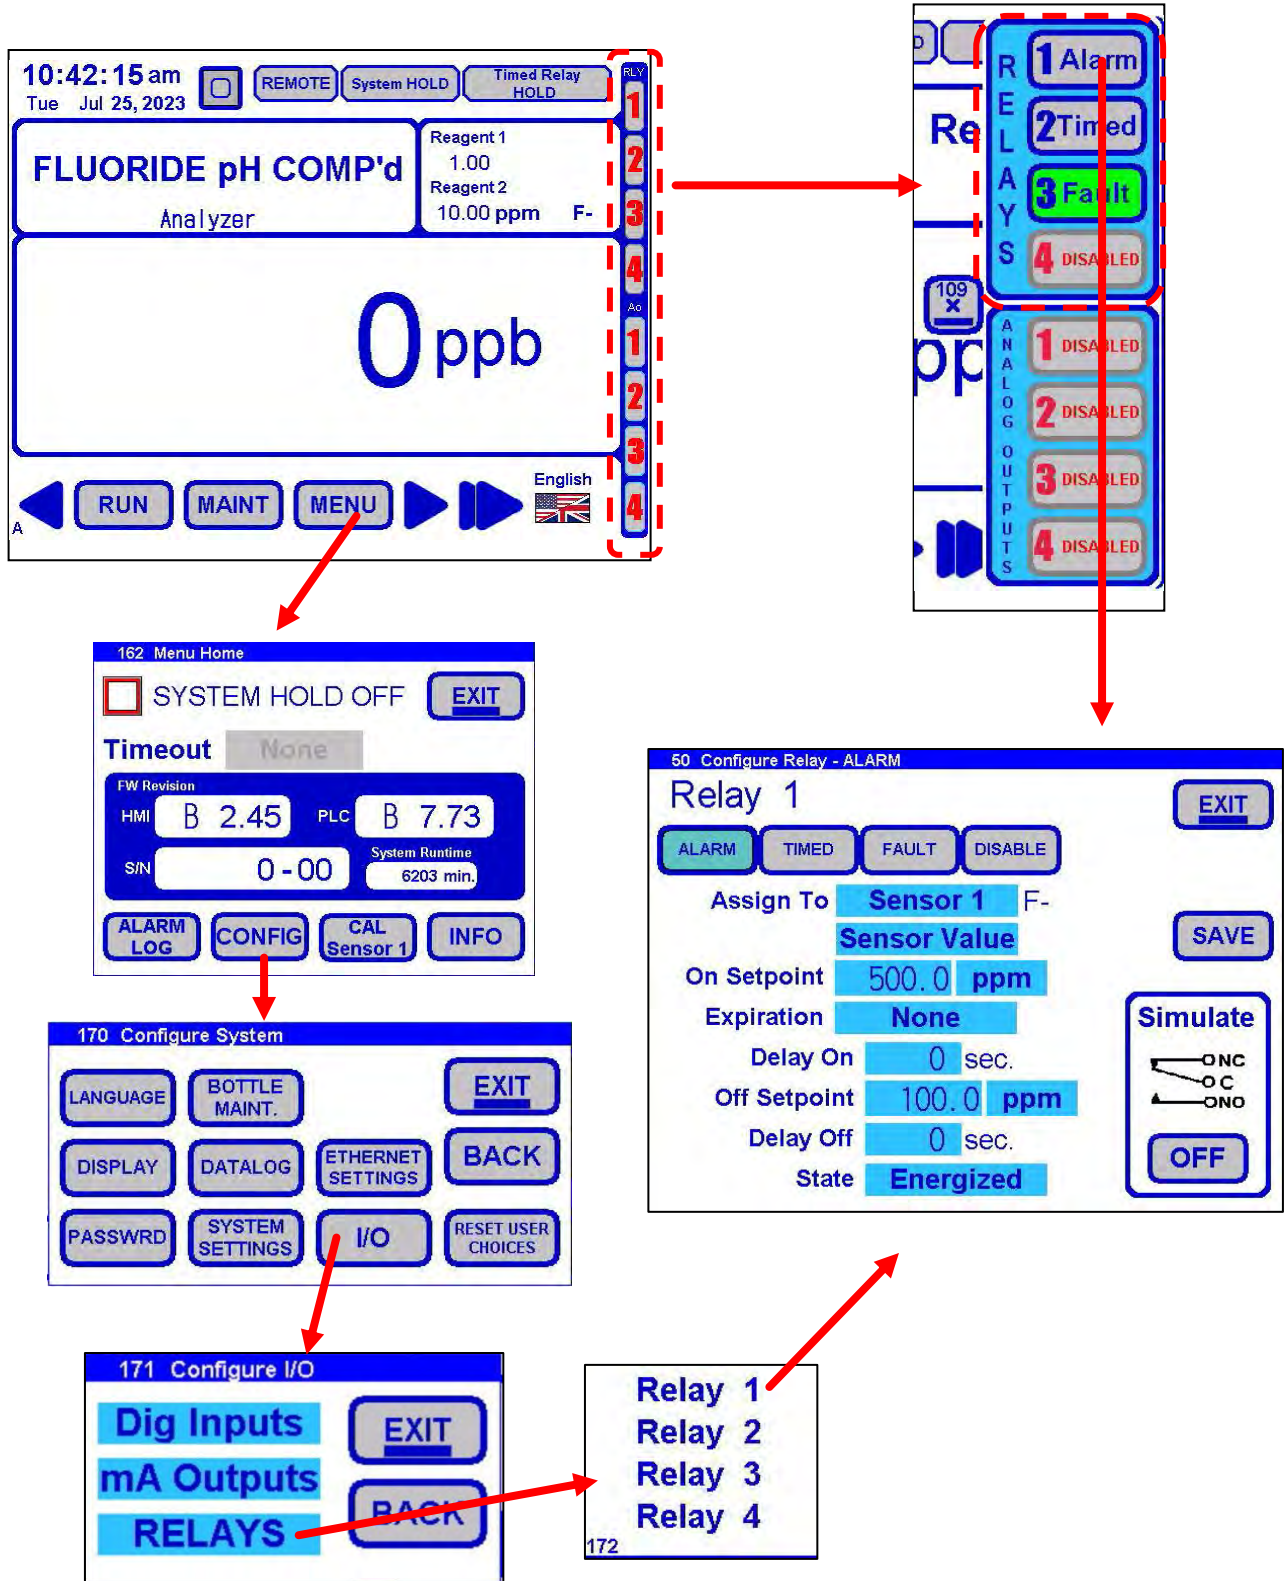 10:42:15 am
Tue Jul 25, 2023
REMOTE
System HOLD
Timed Relay
HOLD
RLY
1
2
3
4
Ao
1
2
3
4
FLUORIDE pH COMP'd
Analyzer
Reagent 1
1.00
Reagent 2
10.00 ppm F-
0 ppb
A
RUN
MAINT
MENU
English
RELAYS
1 Alarm
2 Timed
3 Fault
4 DISABLED
ANALOG OUTPUTS
1 DISABLED
2 DISABLED
3 DISABLED
4 DISABLED
Re
109
X
pp
162 Menu Home
SYSTEM HOLD OFF
EXIT
Timeout None
FW Revision
HMI B 2.45 PLC B 7.73
S/N 0-00
System Runtime
6203 min.
ALARM
LOG
CONFIG
CAL
Sensor 1
INFO
170 Configure System
LANGUAGE
BOTTLE
MAINT.
EXIT
DISPLAY
DATALOG
ETHERNET
SETTINGS
BACK
PASSWRD
SYSTEM
SETTINGS
I/O
RESET USER
CHOICES
171 Configure I/O
Dig Inputs
EXIT
mA Outputs
BACK
RELAYS
Relay 1
Relay 2
Relay 3
Relay 4
172
50 Configure Relay - ALARM
Relay 1
EXIT
ALARM
TIMED
FAULT
DISABLE
Assign To Sensor 1 F-
Sensor Value
SAVE
On Setpoint 500.0 ppm
Expiration None
Delay On 0 sec.
Off Setpoint 100.0 ppm
Delay Off 0 sec.
State Energized
Simulate
NC
C
NO
OFF